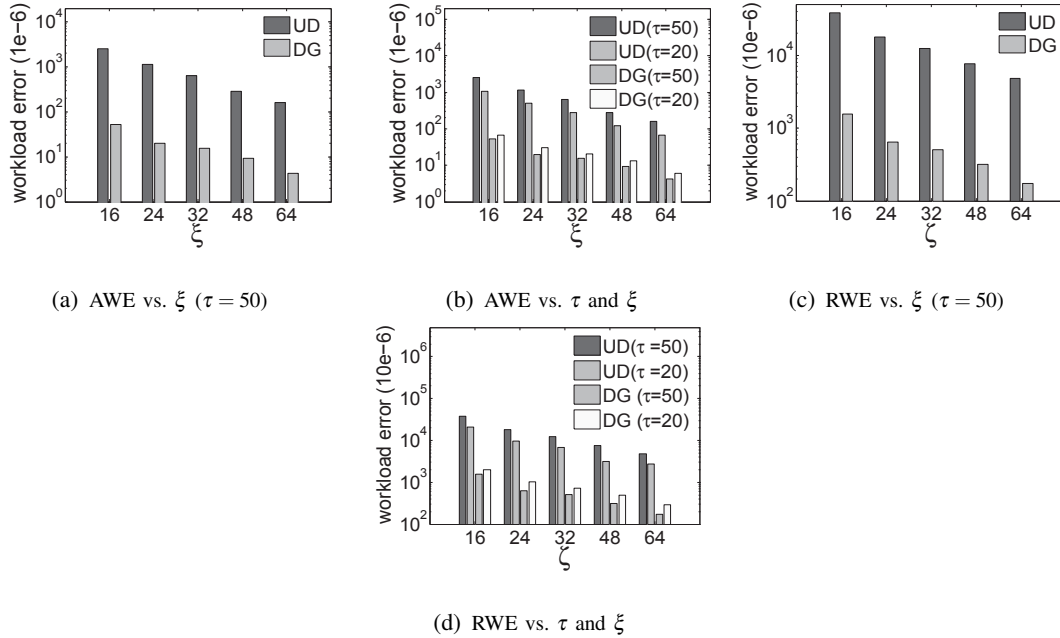 workload error (1e−6)
10^4
10^3
10^2
10^1
10^0
UD
DG
16 24 32 48 64
ξ
(a) AWE vs. ξ (τ = 50)
workload error (1e−6)
10^5
10^4
10^3
10^2
10^1
10^0
UD(τ=50)
UD(τ=20)
DG(τ=50)
DG(τ=20)
16 24 32 48 64
ξ
(b) AWE vs. τ and ξ
workload error (10e−6)
10^4
10^3
10^2
UD
DG
16 24 32 48 64
ζ
(c) RWE vs. ξ (τ = 50)
workload error (10e−6)
10^6
10^5
10^4
10^3
10^2
UD(τ =50)
UD(τ =20)
DG (τ=50)
DG (τ=20)
16 24 32 48 64
ζ
(d) RWE vs. τ and ξ